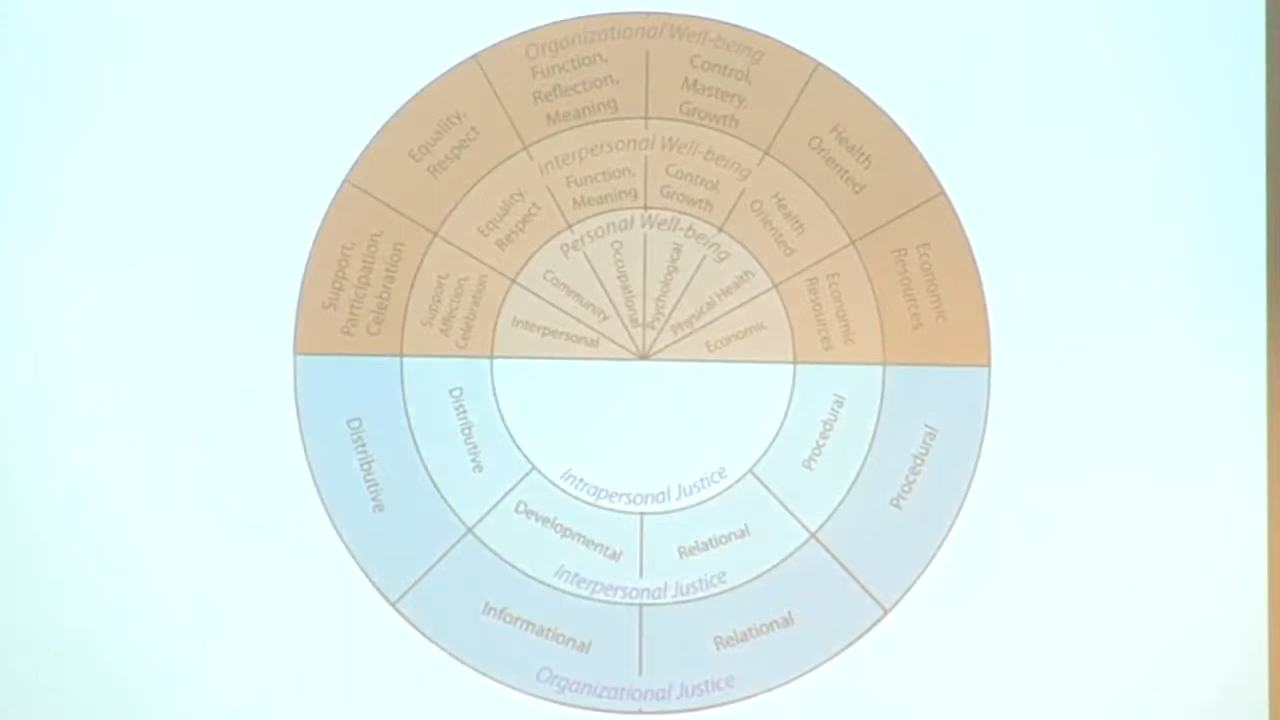 Organizational Well-being
Function,
Reflection,
Meaning
Control,
Mastery,
Growth
Equality,
Respect
Health
Oriented
Support,
Participation,
Celebration
Economic
Resources
Interpersonal Well-being
Function,
Meaning
Control,
Growth
Equality,
Respect
Health
Oriented
Support,
Affection,
Celebration
Economic
Resources
Personal Well-being
Interpersonal
Community
Occupational
Psychological
Physical Health
Economic
Distributive
Distributive
Procedural
Procedural
Intrapersonal Justice
Developmental
Relational
Interpersonal Justice
Informational
Relational
Organizational Justice